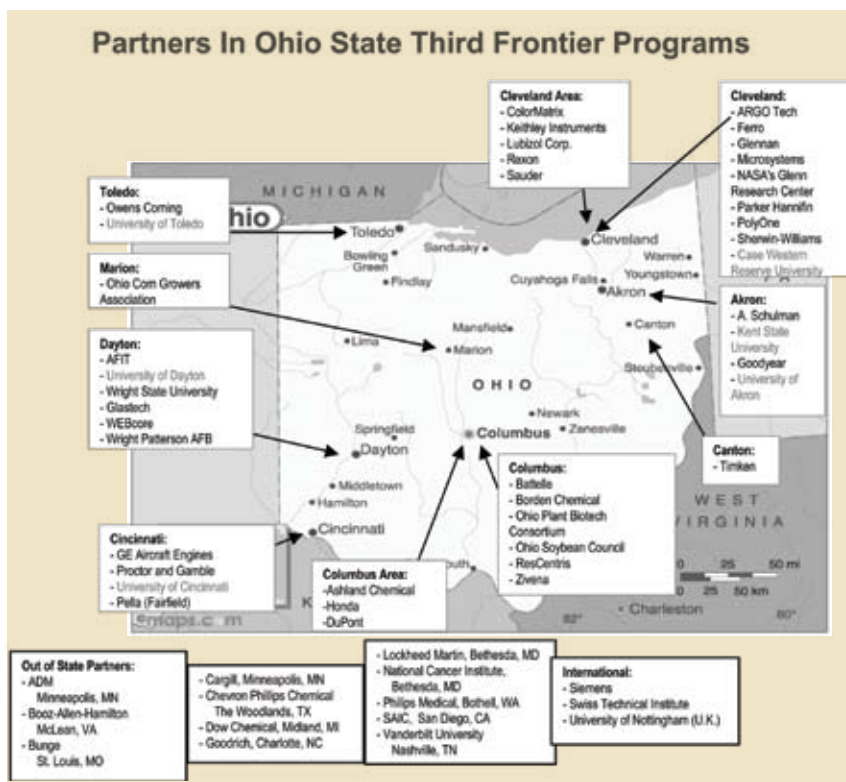 Partners In Ohio State Third Frontier Programs
Cleveland Area:
- ColorMatrix
- Keithley Instruments
- Lubizol Corp.
- Rexon
- Sauder
Cleveland:
- ARGO Tech
- Ferro
- Glennan
- Microsystems
- NASA's Glenn
Research Center
- Parker Hannifin
- PolyOne
- Sherwin-Williams
- Case Western
Reserve University
Toledo:
- Owens Corning
- University of Toledo
Marion:
- Ohio Corn Growers
Association
Dayton:
- AFIT
- University of Dayton
- Wright State University
- Glastech
- WEBcore
- Wright Patterson AFB
Akron:
- A. Schulman
- Kent State
University
- Goodyear
- University of
Akron
Canton:
- Timken
Columbus:
- Battelle
- Borden Chemical
- Ohio Plant Biotech
Consortium
- Ohio Soybean Council
- ResCentris
- Zivena
Cincinnati:
- GE Aircraft Engines
- Proctor and Gamble
- University of Cincinnati
- Pella (Fairfield)
Columbus Area:
- Ashland Chemical
- Honda
- DuPont
MICHIGAN
hio
Toledo
Bowling
Green
Sandusky
Findlay
Cleveland
Warren
Youngstown
Cuyahoga Falls
Akron
Canton
Mansfield
Marion
Lima
OHIO
Steubenville
Newark
Zanesville
Columbus
Springfield
Dayton
Middletown
Hamilton
Cincinnati
outh
K
WEST
VIRGINIA
0 25 50 mi
0 25 50 km
Charleston
82°
80°
©maps.com
Out of State Partners:
- ADM
Minneapolis, MN
- Booz-Allen-Hamilton
McLean, VA
- Bunge
St. Louis, MO
- Cargill, Minneapolis, MN
- Chevron Phillips Chemical
The Woodlands, TX
- Dow Chemical, Midland, MI
- Goodrich, Charlotte, NC
- Lockheed Martin, Bethesda, MD
- National Cancer Institute,
Bethesda, MD
- Philips Medical, Bothell, WA
- SAIC, San Diego, CA
- Vanderbilt University
Nashville, TN
International:
- Siemens
- Swiss Technical Institute
- University of Nottingham (U.K.)